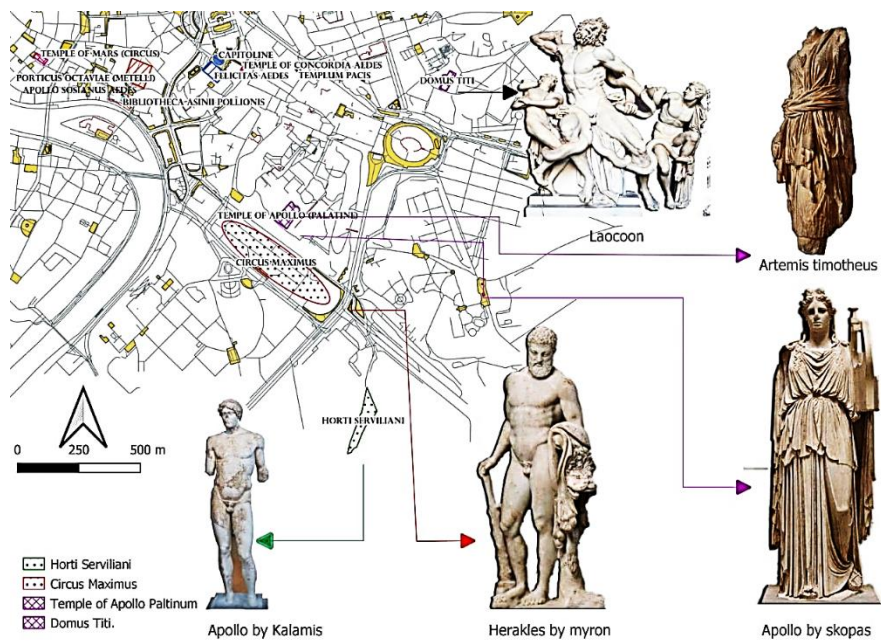 TEMPLE OF MARS (CIRCUS)
CAPITOLINE
TEMPLE OF CONCORDIA AEDES
PORTICUS OCTAVIAE (METELLI)
FELICITAS AEDES
TEMPLUM PACIS
DOMUS TITI
APOLLO SOSIANUS AEDES
BIBLIOTHECA ASINII POLLIONIS
TEMPLE OF APOLLO (PALATINE)
Laocoon
CIRCUS MAXIMUS
Artemis timotheus
HORTI SERVILIANI
0 250 500 m
Horti Serviliani
Circus Maximus
Temple of Apollo Paltinum
Domus Titi.
Apollo by Kalamis
Herakles by myron
Apollo by skopas